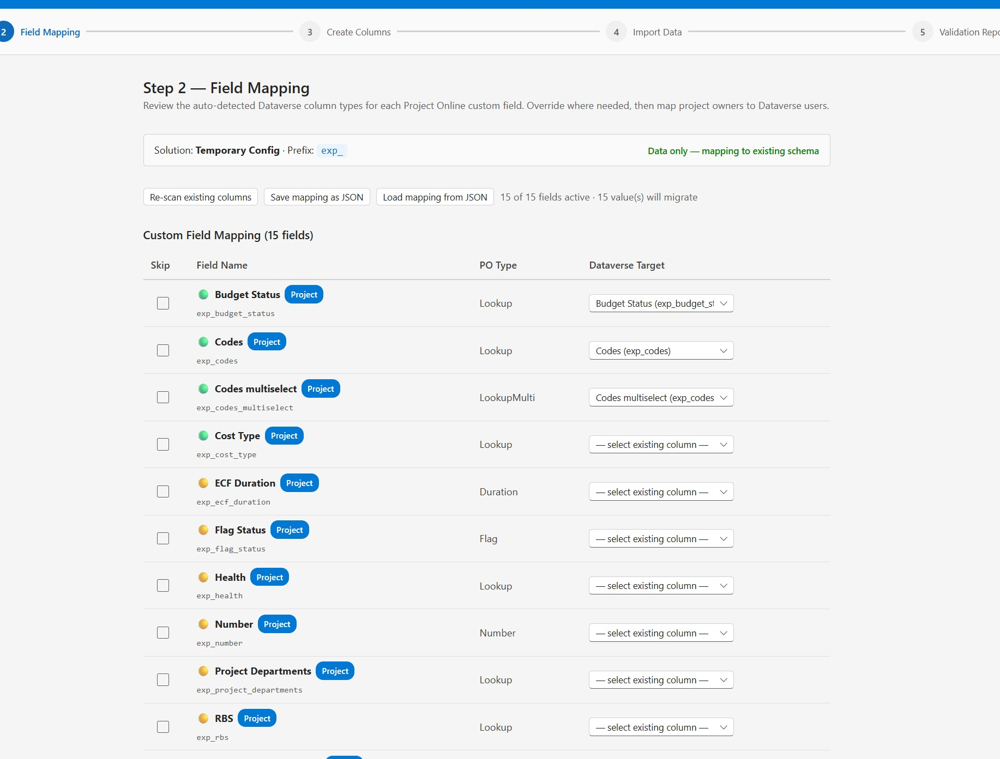 2 Field Mapping 3 Create Columns 4 Import Data 5 Validation Repo
Step 2 — Field Mapping
Review the auto-detected Dataverse column types for each Project Online custom field. Override where needed, then map project owners to Dataverse users.
Solution: Temporary Config · Prefix: exp_ Data only — mapping to existing schema
Re-scan existing columns Save mapping as JSON Load mapping from JSON 15 of 15 fields active · 15 value(s) will migrate
Custom Field Mapping (15 fields)
Skip Field Name PO Type Dataverse Target
Budget Status Project
exp_budget_status
Lookup Budget Status (exp_budget_st
Codes Project
exp_codes
Lookup Codes (exp_codes)
Codes multiselect Project
exp_codes_multiselect
LookupMulti Codes multiselect (exp_codes
Cost Type Project
exp_cost_type
Lookup — select existing column —
ECF Duration Project
exp_ecf_duration
Duration — select existing column —
Flag Status Project
exp_flag_status
Flag — select existing column —
Health Project
exp_health
Lookup — select existing column —
Number Project
exp_number
Number — select existing column —
Project Departments Project
exp_project_departments
Lookup — select existing column —
RBS Project
exp_rbs
Lookup — select existing column —